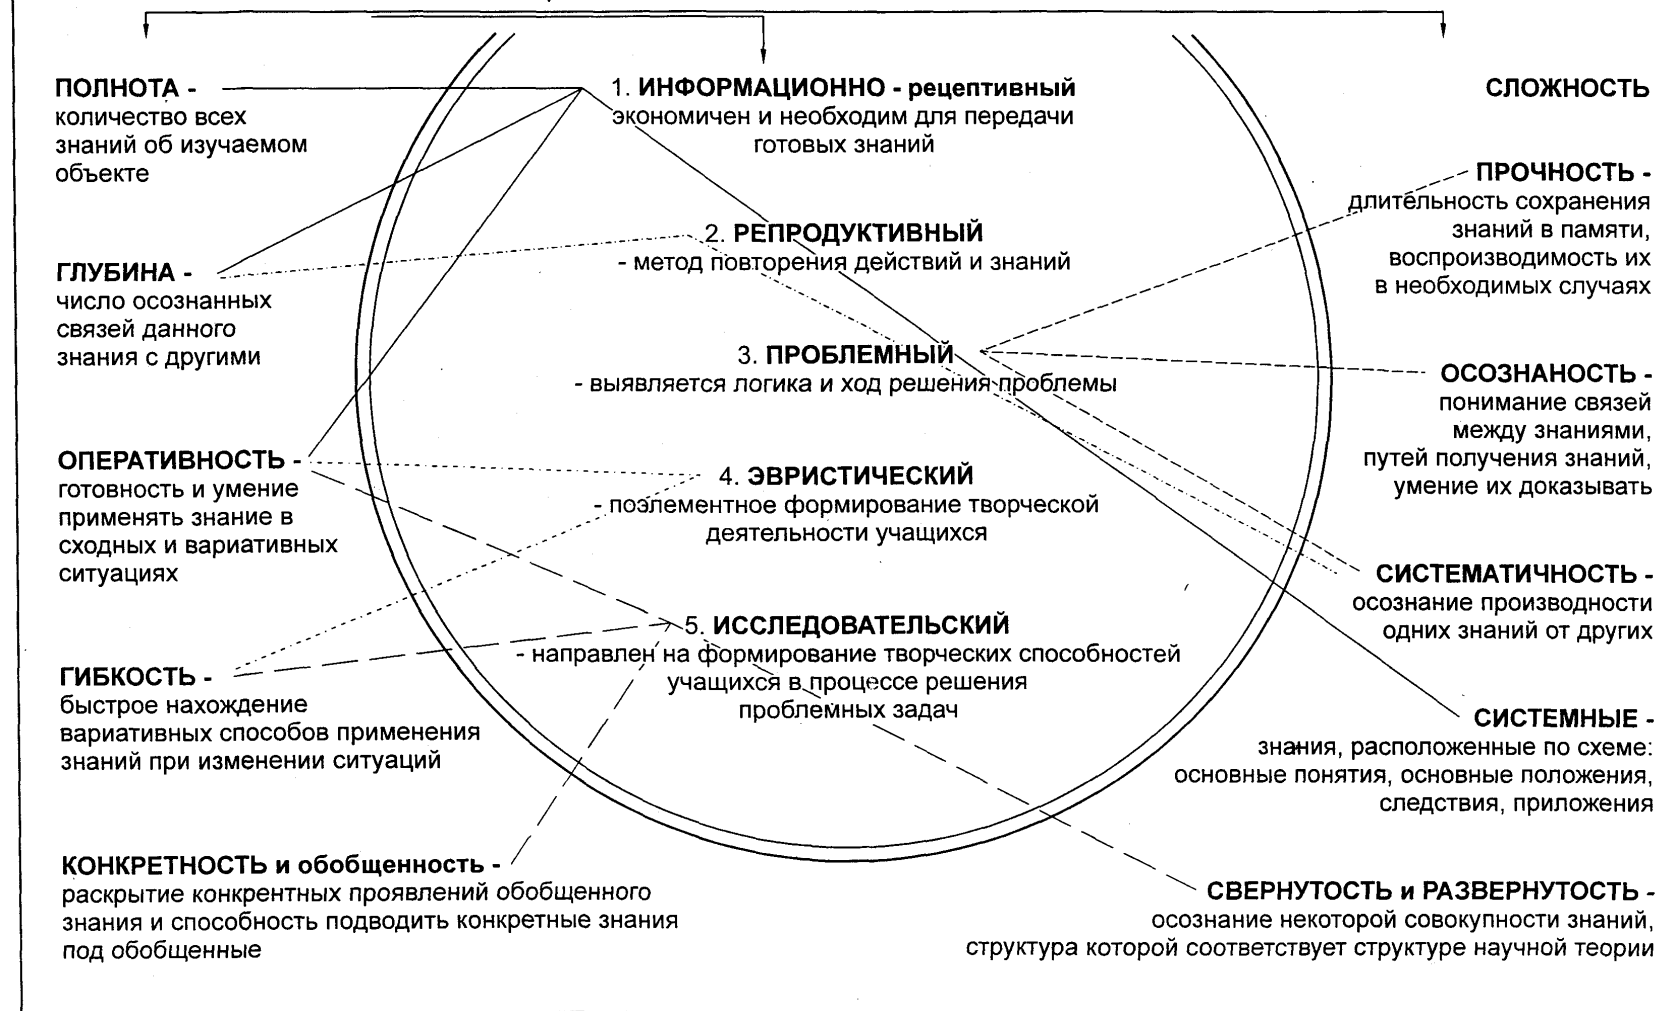 ПОЛНОТА -
количество всех
знаний об изучаемом
объекте
ГЛУБИНА -
число осознанных
связей данного
знания с другими
ОПЕРАТИВНОСТЬ -
готовность и умение
применять знание в
сходных и вариативных
ситуациях
ГИБКОСТЬ -
быстрое нахождение
вариативных способов применения
знаний при изменении ситуаций
КОНКРЕТНОСТЬ и обобщенность -
раскрытие конкрентных проявлений обобщенного
знания и способность подводить конкретные знания
под обобщенные
1. ИНФОРМАЦИОННО - рецептивный
экономичен и необходим для передачи
готовых знаний
2. РЕПРОДУКТИВНЫЙ
- метод повторения действий и знаний
3. ПРОБЛЕМНЫЙ
- выявляется логика и ход решения проблемы
4. ЭВРИСТИЧЕСКИЙ
- поэлементное формирование творческой
деятельности учащихся
5. ИССЛЕДОВАТЕЛЬСКИЙ
- направлен на формирование творческих способностей
учащихся в процессе решения
проблемных задач
СЛОЖНОСТЬ
ПРОЧНОСТЬ -
длительность сохранения
знаний в памяти,
воспроизводимость их
в необходимых случаях
ОСОЗНАНОСТЬ -
понимание связей
между знаниями,
путей получения знаний,
умение их доказывать
СИСТЕМАТИЧНОСТЬ -
осознание производности
одних знаний от других
СИСТЕМНЫЕ -
знания, расположенные по схеме:
основные понятия, основные положения,
следствия, приложения
СВЕРНУТОСТЬ и РАЗВЕРНУТОСТЬ -
осознание некоторой совокупности знаний,
структура которой соответствует структуре научной теории